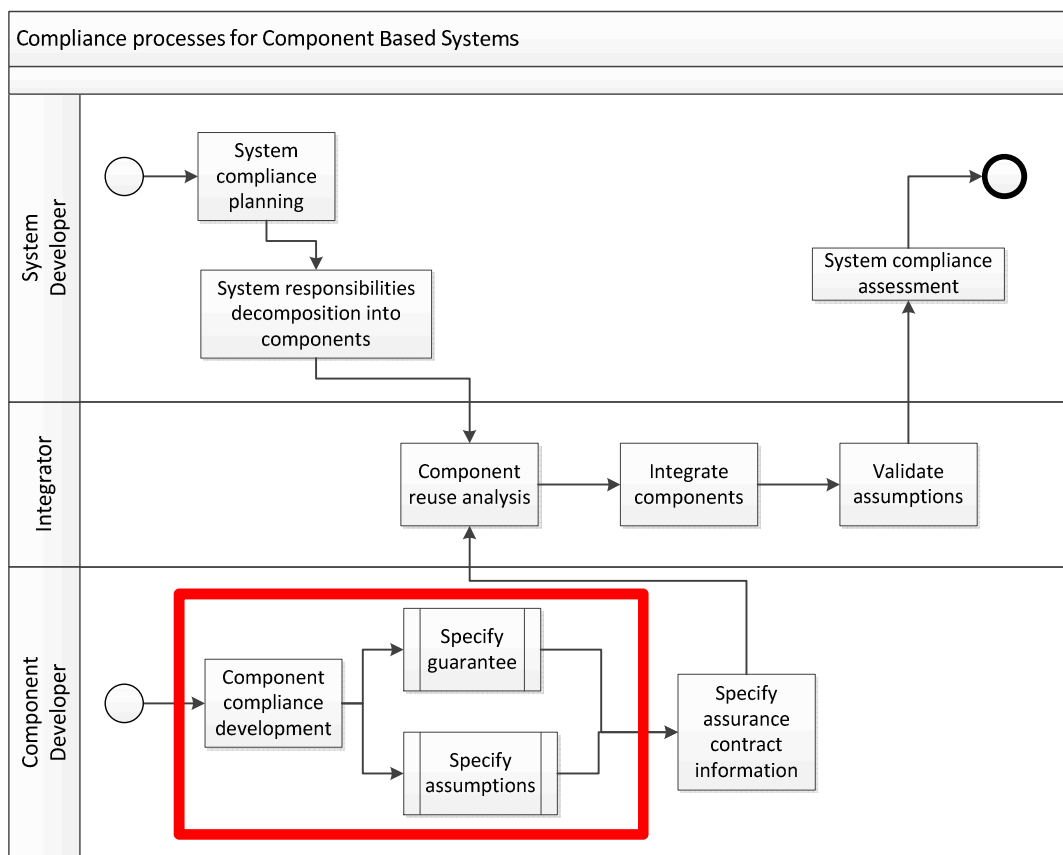 Compliance processes for Component Based Systems
System
Developer
System
compliance
planning
System responsibilities
decomposition into
components
System compliance
assessment
Integrator
Component
reuse analysis
Integrate
components
Validate
assumptions
Component
Developer
Component
compliance
development
Specify
guarantee
Specify
assumptions
Specify
assurance
contract
information